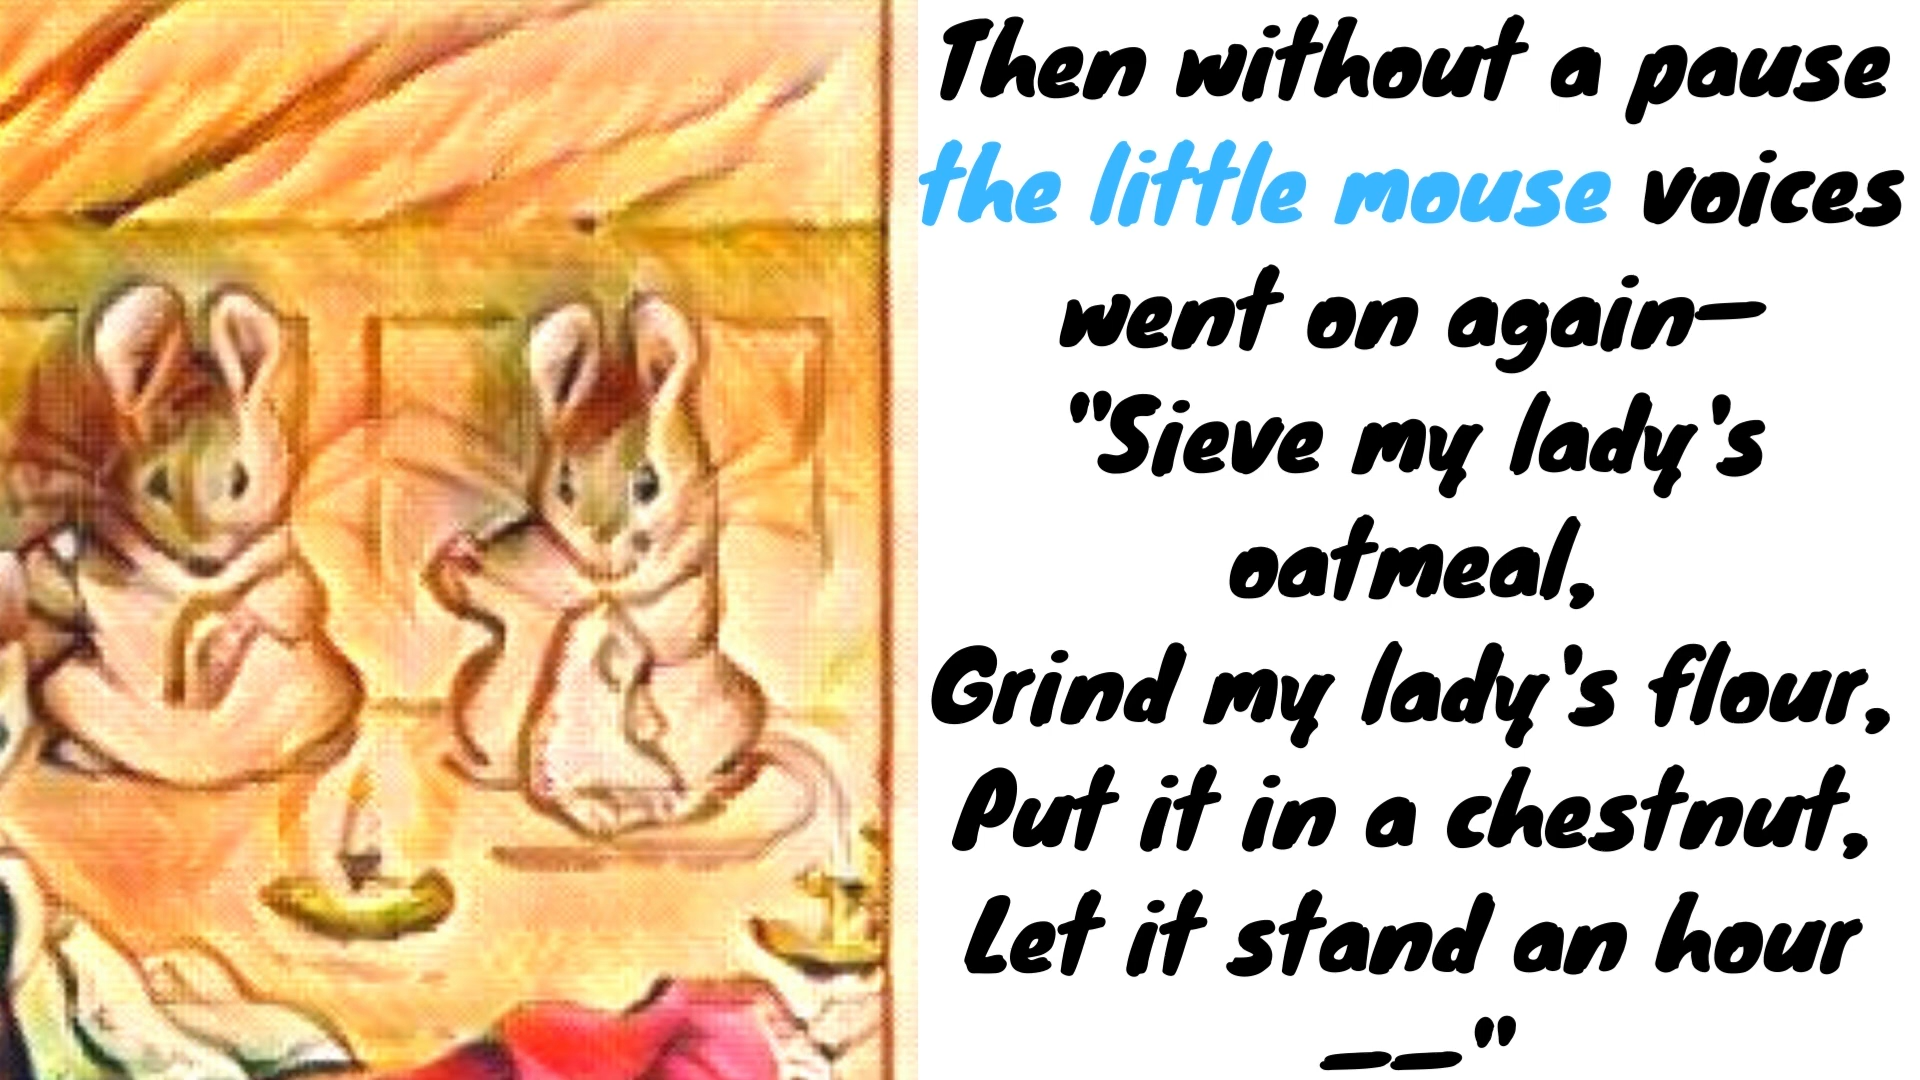 Then without a pause
the little mouse voices
went on again—
"Sieve my lady's
oatmeal,
Grind my lady's flour,
Put it in a chestnut,
Let it stand an hour
——"